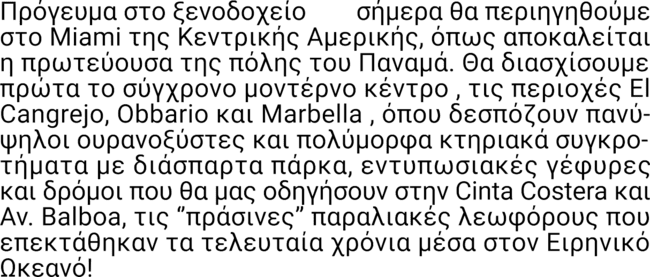 Πρόγευμα στο ξενοδοχείο σήμερα θα περιηγηθούμε
στο Miami της Κεντρικής Αμερικής, όπως αποκαλείται
η πρωτεύουσα της πόλης του Παναμά. Θα διασχίσουμε
πρώτα το σύγχρονο μοντέρνο κέντρο , τις περιοχές El
Cangrejo, Obbario και Marbella , όπου δεσπόζουν πανύ-
ψηλοι ουρανοξύστες και πολύμορφα κτηριακά συγκρο-
τήματα με διάσπαρτα πάρκα, εντυπωσιακές γέφυρες
και δρόμοι που θα μας οδηγήσουν στην Cinta Costera και
Av. Balboa, τις “πράσινες” παραλιακές λεωφόρους που
επεκτάθηκαν τα τελευταία χρόνια μέσα στον Ειρηνικό
Ωκεανό!